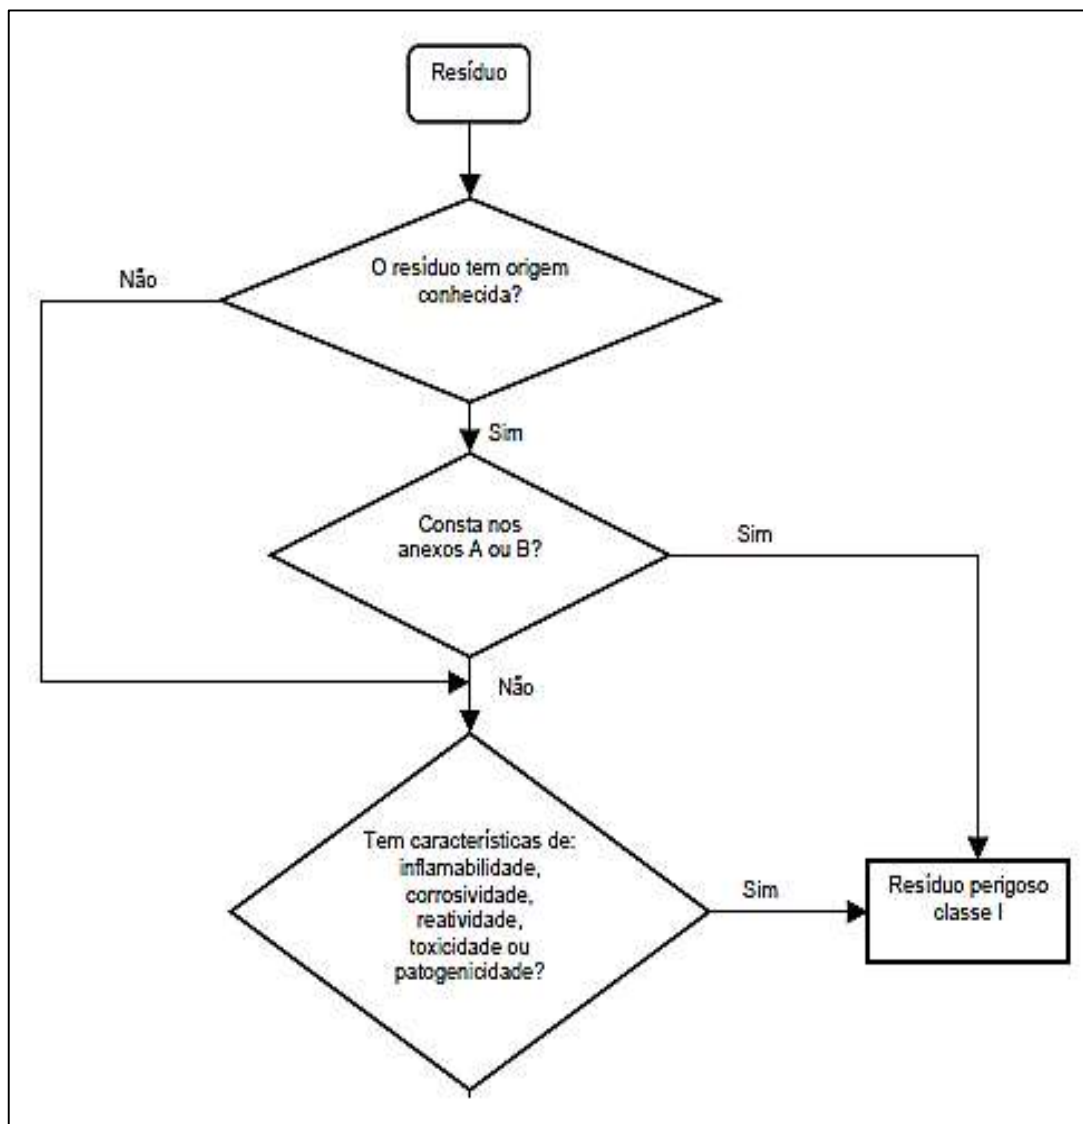 Resíduo
O resíduo tem origem
conhecida?
Não
Sim
Consta nos
anexos A ou B?
Sim
Não
Tem características de:
inflamabilidade,
corrosividade,
reatividade,
toxicidade ou
patogenicidade?
Sim
Resíduo perigoso
classe I